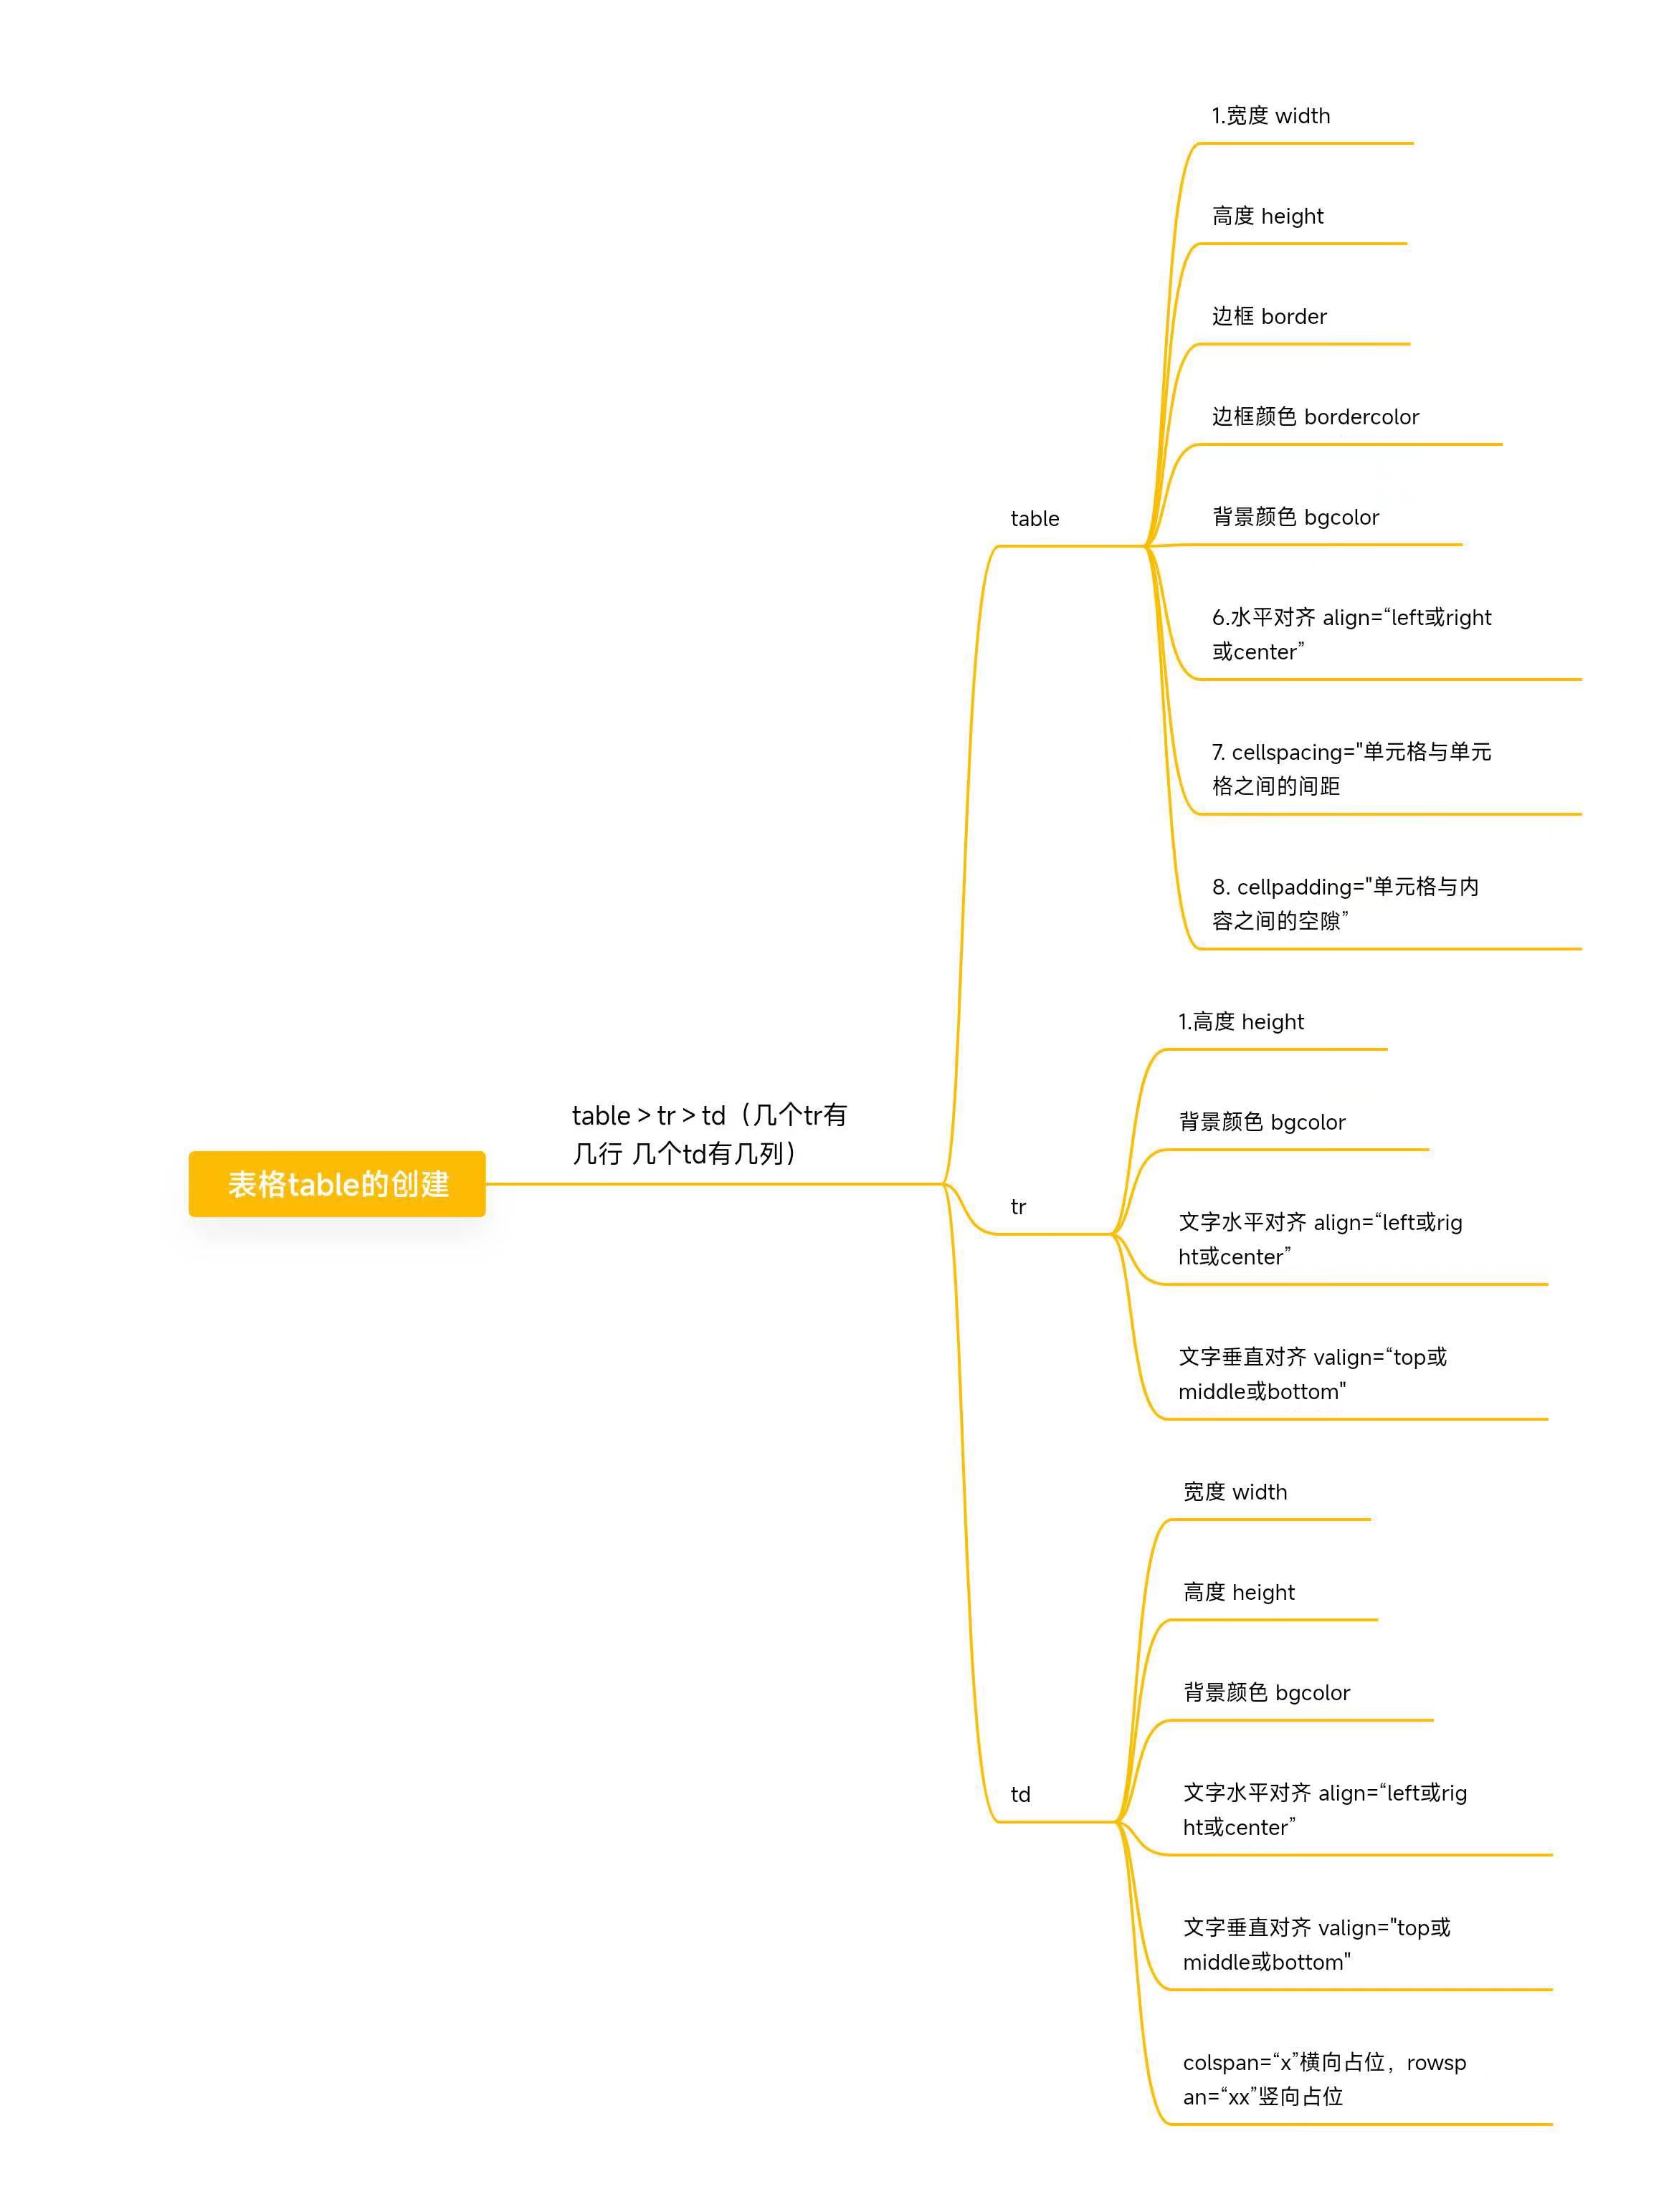 1.宽度 width
高度 height
边框 border
边框颜色 bordercolor
背景颜色 bgcolor
table
6.水平对齐 align=“left或right
或center”
7. cellspacing="单元格与单元
格之间的间距
8. cellpadding="单元格与内
容之间的空隙”
1.高度 height
table＞tr＞td（几个tr有
几行 几个td有几列）
背景颜色 bgcolor
表格table的创建
tr
文字水平对齐 align=“left或rig
ht或center”
文字垂直对齐 valign=“top或
middle或bottom"
宽度 width
高度 height
背景颜色 bgcolor
td
文字水平对齐 align=“left或rig
ht或center”
文字垂直对齐 valign="top或
middle或bottom"
colspan=“x”横向占位，rowsp
an=“xx”竖向占位